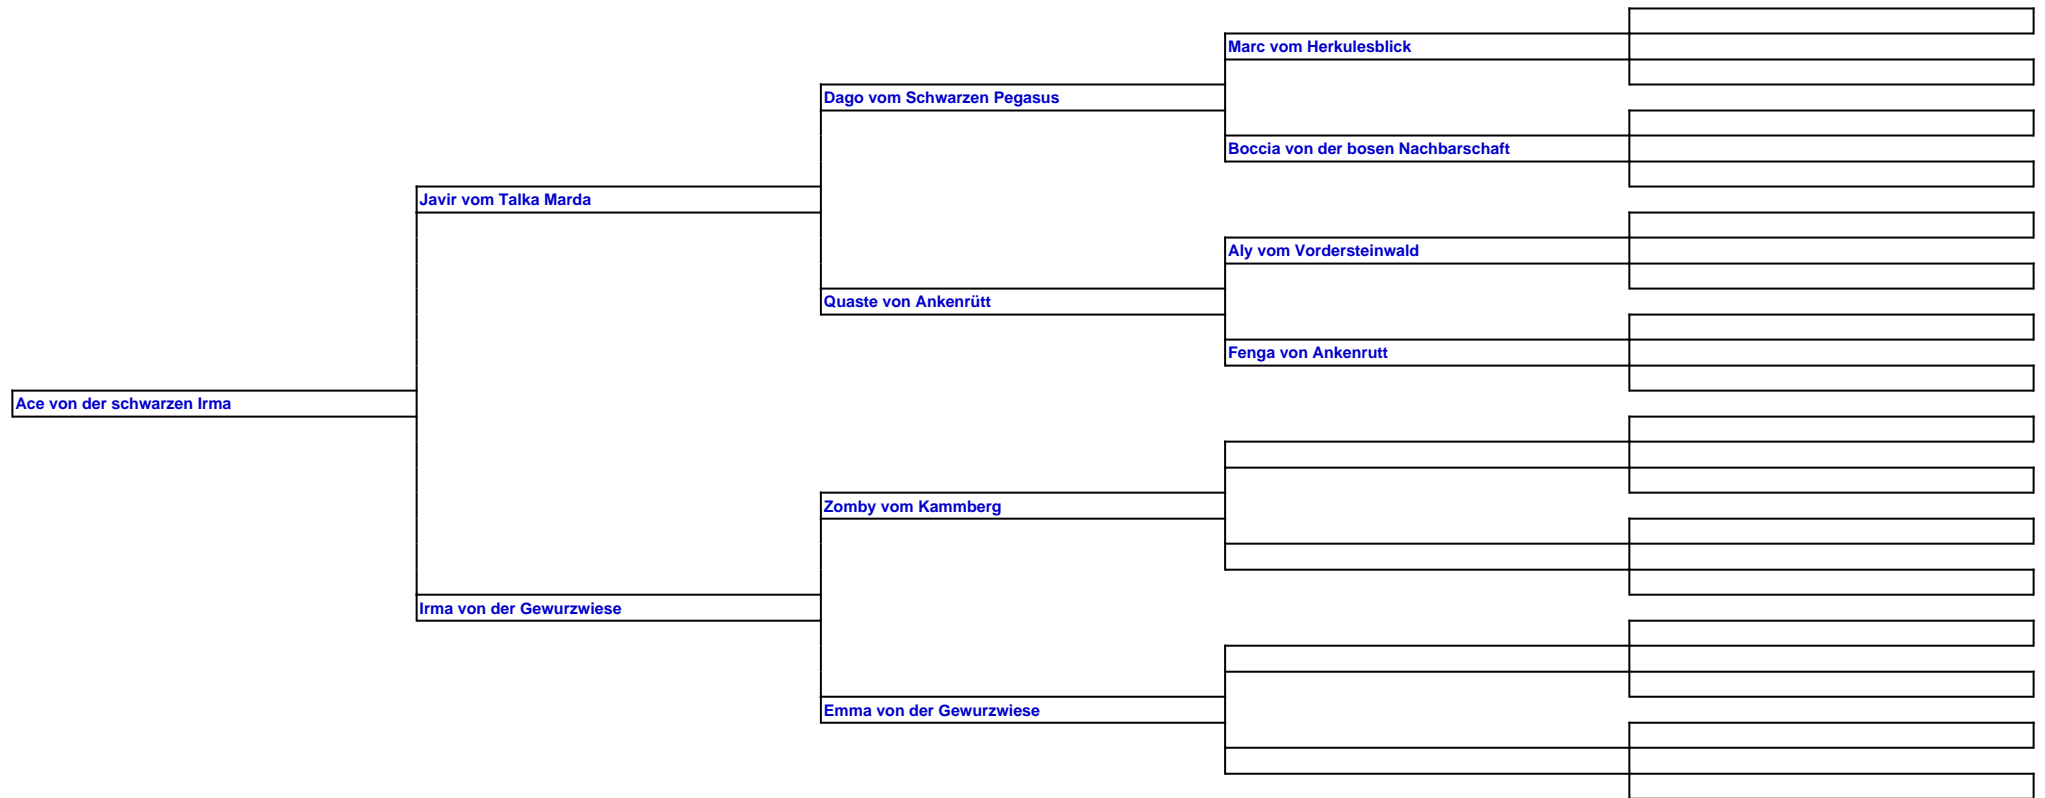 Marc vom Herkulesblick
Dago vom Schwarzen Pegasus
Boccia von der bosen Nachbarschaft
Javir vom Talka Marda
Aly vom Vordersteinwald
Quaste von Ankenrütt
Fenga von Ankenrutt
Ace von der schwarzen Irma
Zomby vom Kammberg
Irma von der Gewurzwiese
Emma von der Gewurzwiese